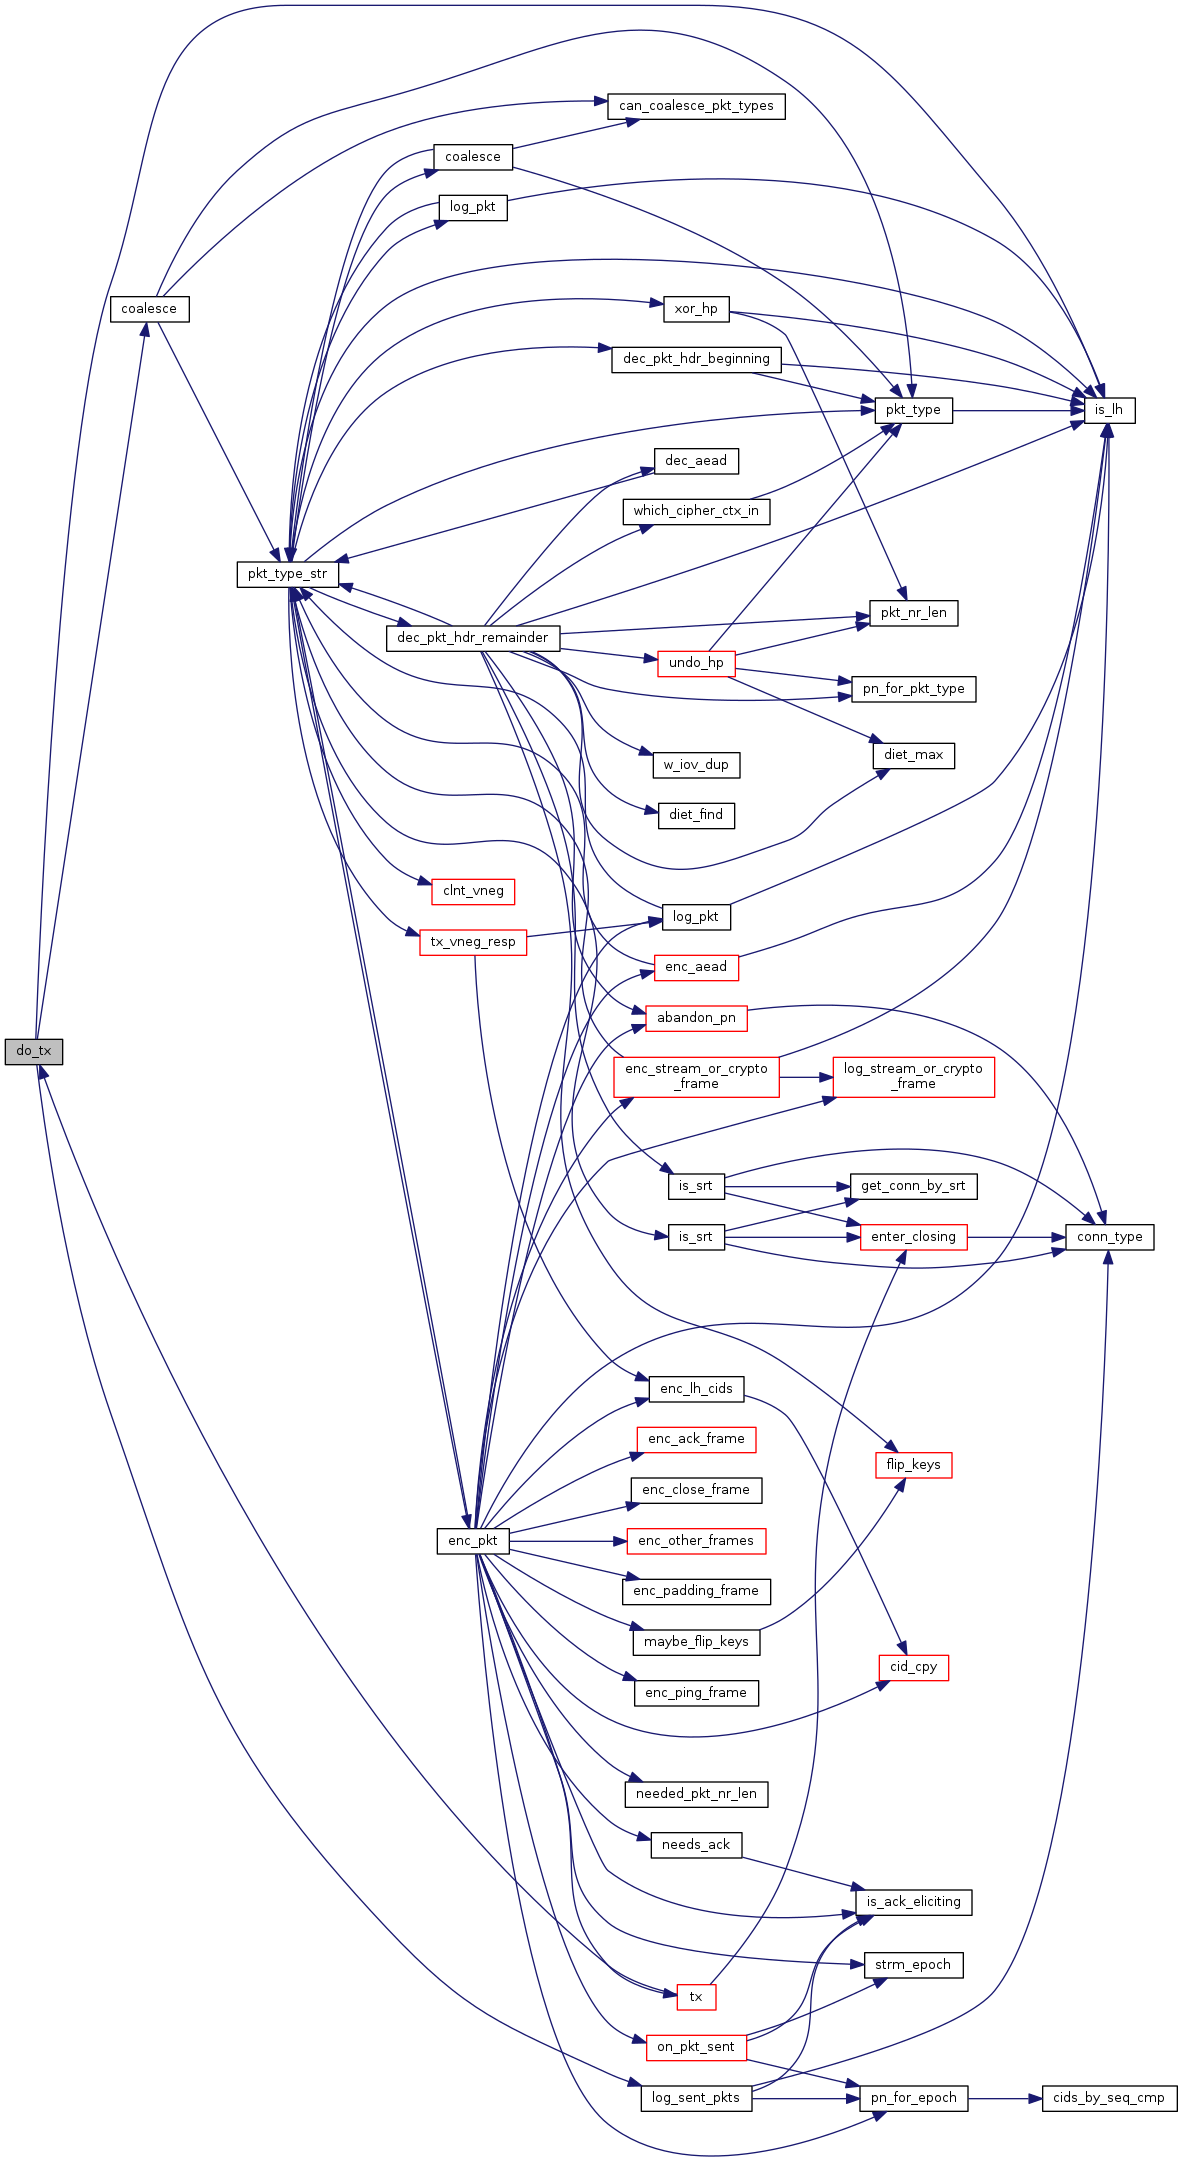 can_coalesce_pkt_types
coalesce
log_pkt
coalesce
xor_hp
dec_pkt_hdr_beginning
pkt_type
is_lh
dec_aead
which_cipher_ctx_in
pkt_type_str
pkt_nr_len
dec_pkt_hdr_remainder
undo_hp
pn_for_pkt_type
diet_max
w_iov_dup
diet_find
clnt_vneg
log_pkt
tx_vneg_resp
enc_aead
abandon_pn
do_tx
enc_stream_or_crypto
_frame
log_stream_or_crypto
_frame
is_srt
get_conn_by_srt
is_srt
enter_closing
conn_type
enc_lh_cids
enc_ack_frame
flip_keys
enc_close_frame
enc_pkt
enc_other_frames
enc_padding_frame
maybe_flip_keys
cid_cpy
enc_ping_frame
needed_pkt_nr_len
needs_ack
is_ack_eliciting
strm_epoch
tx
on_pkt_sent
log_sent_pkts
pn_for_epoch
cids_by_seq_cmp